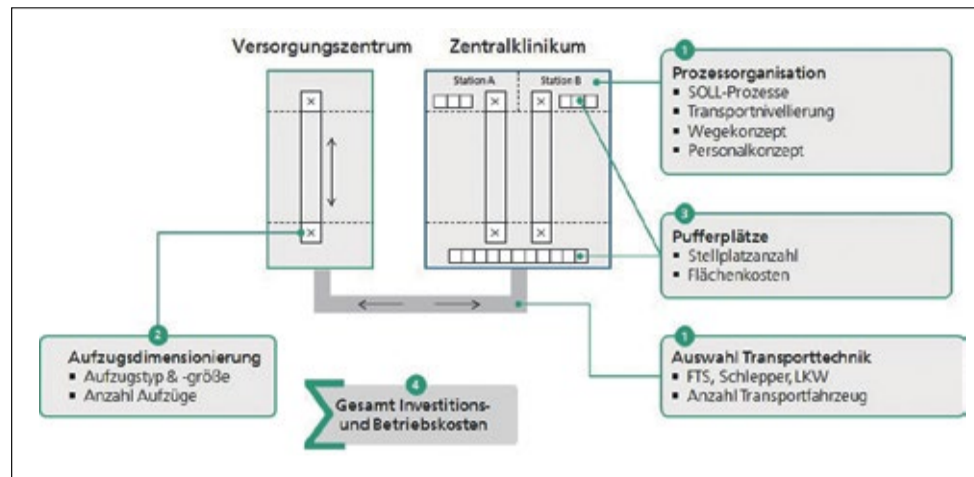 Versorgungszentrum
Zentralklinikum
Station A
Station B
1
Prozessorganisation
▪ SOLL-Prozesse
▪ Transportnivellierung
▪ Wegekonzept
▪ Personalkonzept
3
Pufferplätze
▪ Stellplatzanzahl
▪ Flächenkosten
2
Aufzugsdimensionierung
▪ Aufzugstyp & -größe
▪ Anzahl Aufzüge
1
Auswahl Transporttechnik
▪ FTS, Schlepper, LKW
▪ Anzahl Transportfahrzeug
4
Gesamt Investitions-
und Betriebskosten